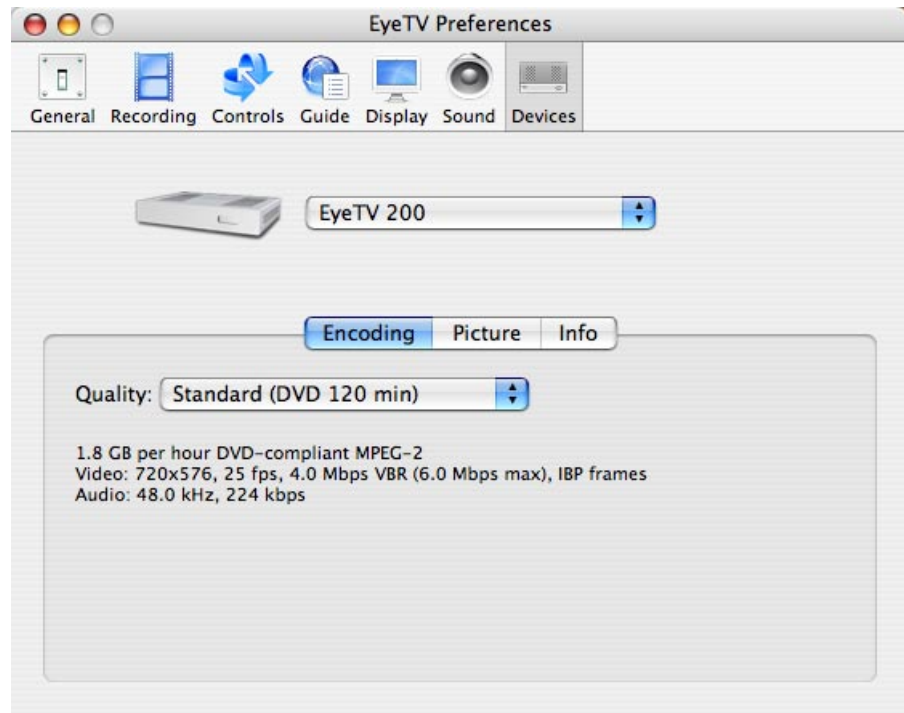 EyeTV Preferences
General Recording Controls Guide Display Sound Devices
EyeTV 200
Encoding Picture Info
Quality: Standard (DVD 120 min)
1.8 GB per hour DVD-compliant MPEG-2
Video: 720x576, 25 fps, 4.0 Mbps VBR (6.0 Mbps max), IBP frames
Audio: 48.0 kHz, 224 kbps